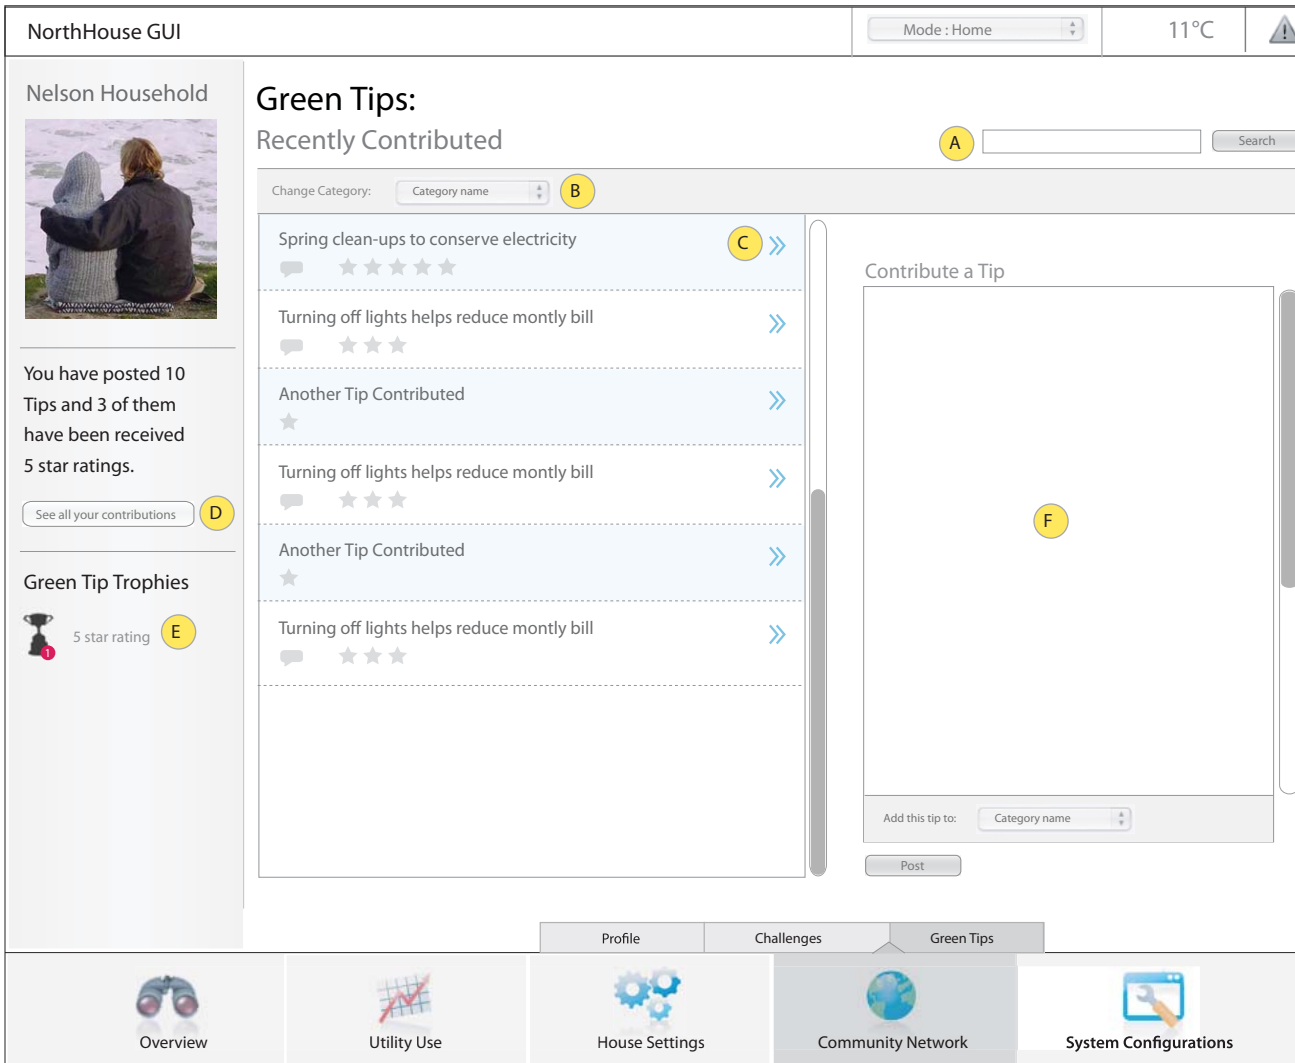 NorthHouse GUI
Mode : Home
11°C
Nelson Household
Green Tips:
Recently Contributed
A
Search
Change Category:
Category name
B
Spring clean-ups to conserve electricity
C
Turning off lights helps reduce montly bill
Another Tip Contributed
Turning off lights helps reduce montly bill
Another Tip Contributed
Turning off lights helps reduce montly bill
Contribute a Tip
F
Add this tip to:
Category name
Post
You have posted 10
Tips and 3 of them
have been received
5 star ratings.
See all your contributions
D
Green Tip Trophies
1
5 star rating
E
Profile
Challenges
Green Tips
Overview
Utility Use
House Settings
Community Network
System Configurations